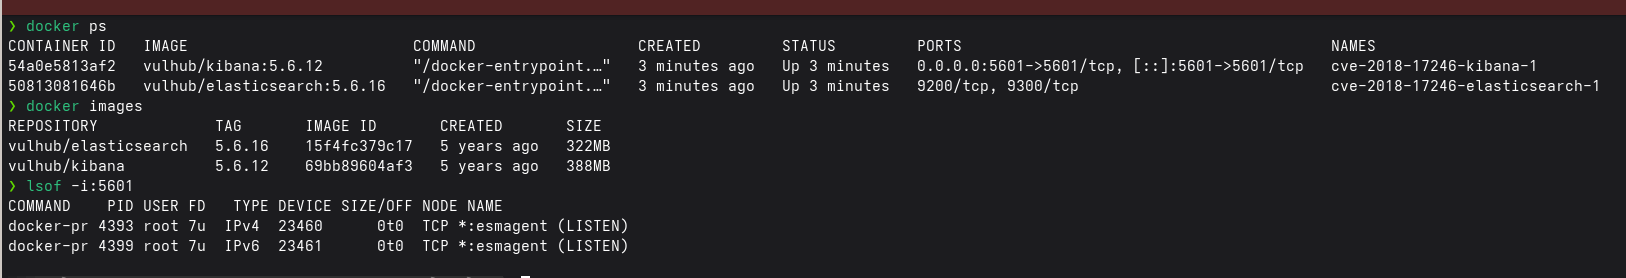 ❯ docker ps
CONTAINER ID   IMAGE                         COMMAND                  CREATED         STATUS         PORTS                                         NAMES
54a0e5813af2   vulhub/kibana:5.6.12          "/docker-entrypoint.…"   3 minutes ago   Up 3 minutes   0.0.0.0:5601->5601/tcp, [::]:5601->5601/tcp   cve-2018-17246-kibana-1
50813081646b   vulhub/elasticsearch:5.6.16   "/docker-entrypoint.…"   3 minutes ago   Up 3 minutes   9200/tcp, 9300/tcp                            cve-2018-17246-elasticsearch-1
❯ docker images
REPOSITORY             TAG       IMAGE ID       CREATED       SIZE
vulhub/elasticsearch   5.6.16    15f4fc379c17   5 years ago   322MB
vulhub/kibana          5.6.12    69bb89604af3   5 years ago   388MB
❯ lsof -i:5601
COMMAND    PID USER FD   TYPE DEVICE SIZE/OFF NODE NAME
docker-pr 4393 root 7u  IPv4  23460      0t0  TCP *:esmagent (LISTEN)
docker-pr 4399 root 7u  IPv6  23461      0t0  TCP *:esmagent (LISTEN)